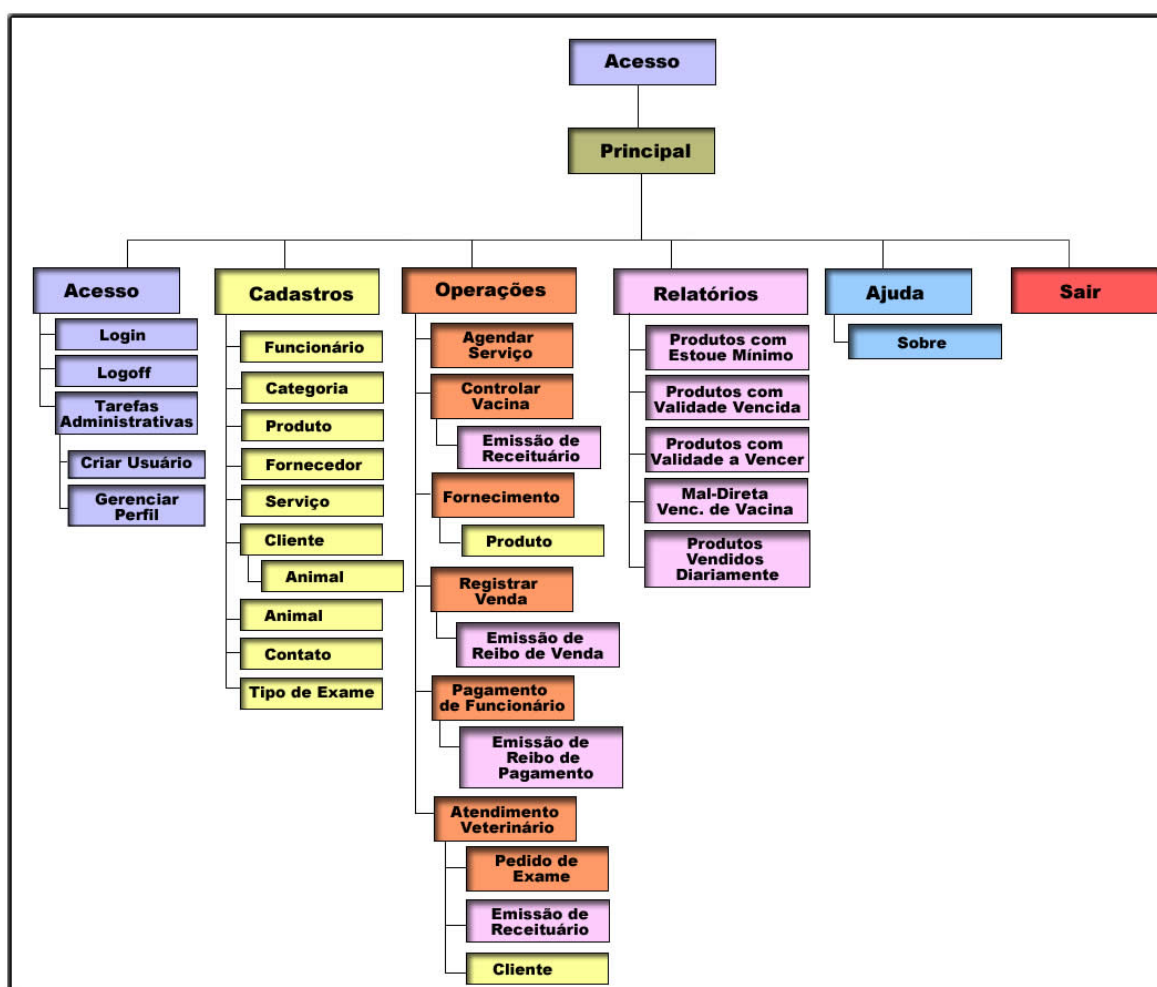 Acesso
Principal
Acesso
Login
Logoff
Tarefas
Administrativas
Criar Usuário
Gerenciar
Perfil
Cadastros
Funcionário
Categoria
Produto
Fornecedor
Serviço
Cliente
Animal
Animal
Contato
Tipo de Exame
Operações
Agendar
Serviço
Controlar
Vacina
Emissão de
Receituário
Fornecimento
Produto
Registrar
Venda
Emissão de
Reibo de Venda
Pagamento
de Funcionário
Emissão de
Reibo de
Pagamento
Atendimento
Veterinário
Pedido de
Exame
Emissão de
Receituário
Cliente
Relatórios
Produtos com
Estoue Mínimo
Produtos com
Validade Vencida
Produtos com
Validade a Vencer
Mal-Direta
Venc. de Vacina
Produtos
Vendidos
Diariamente
Ajuda
Sobre
Sair